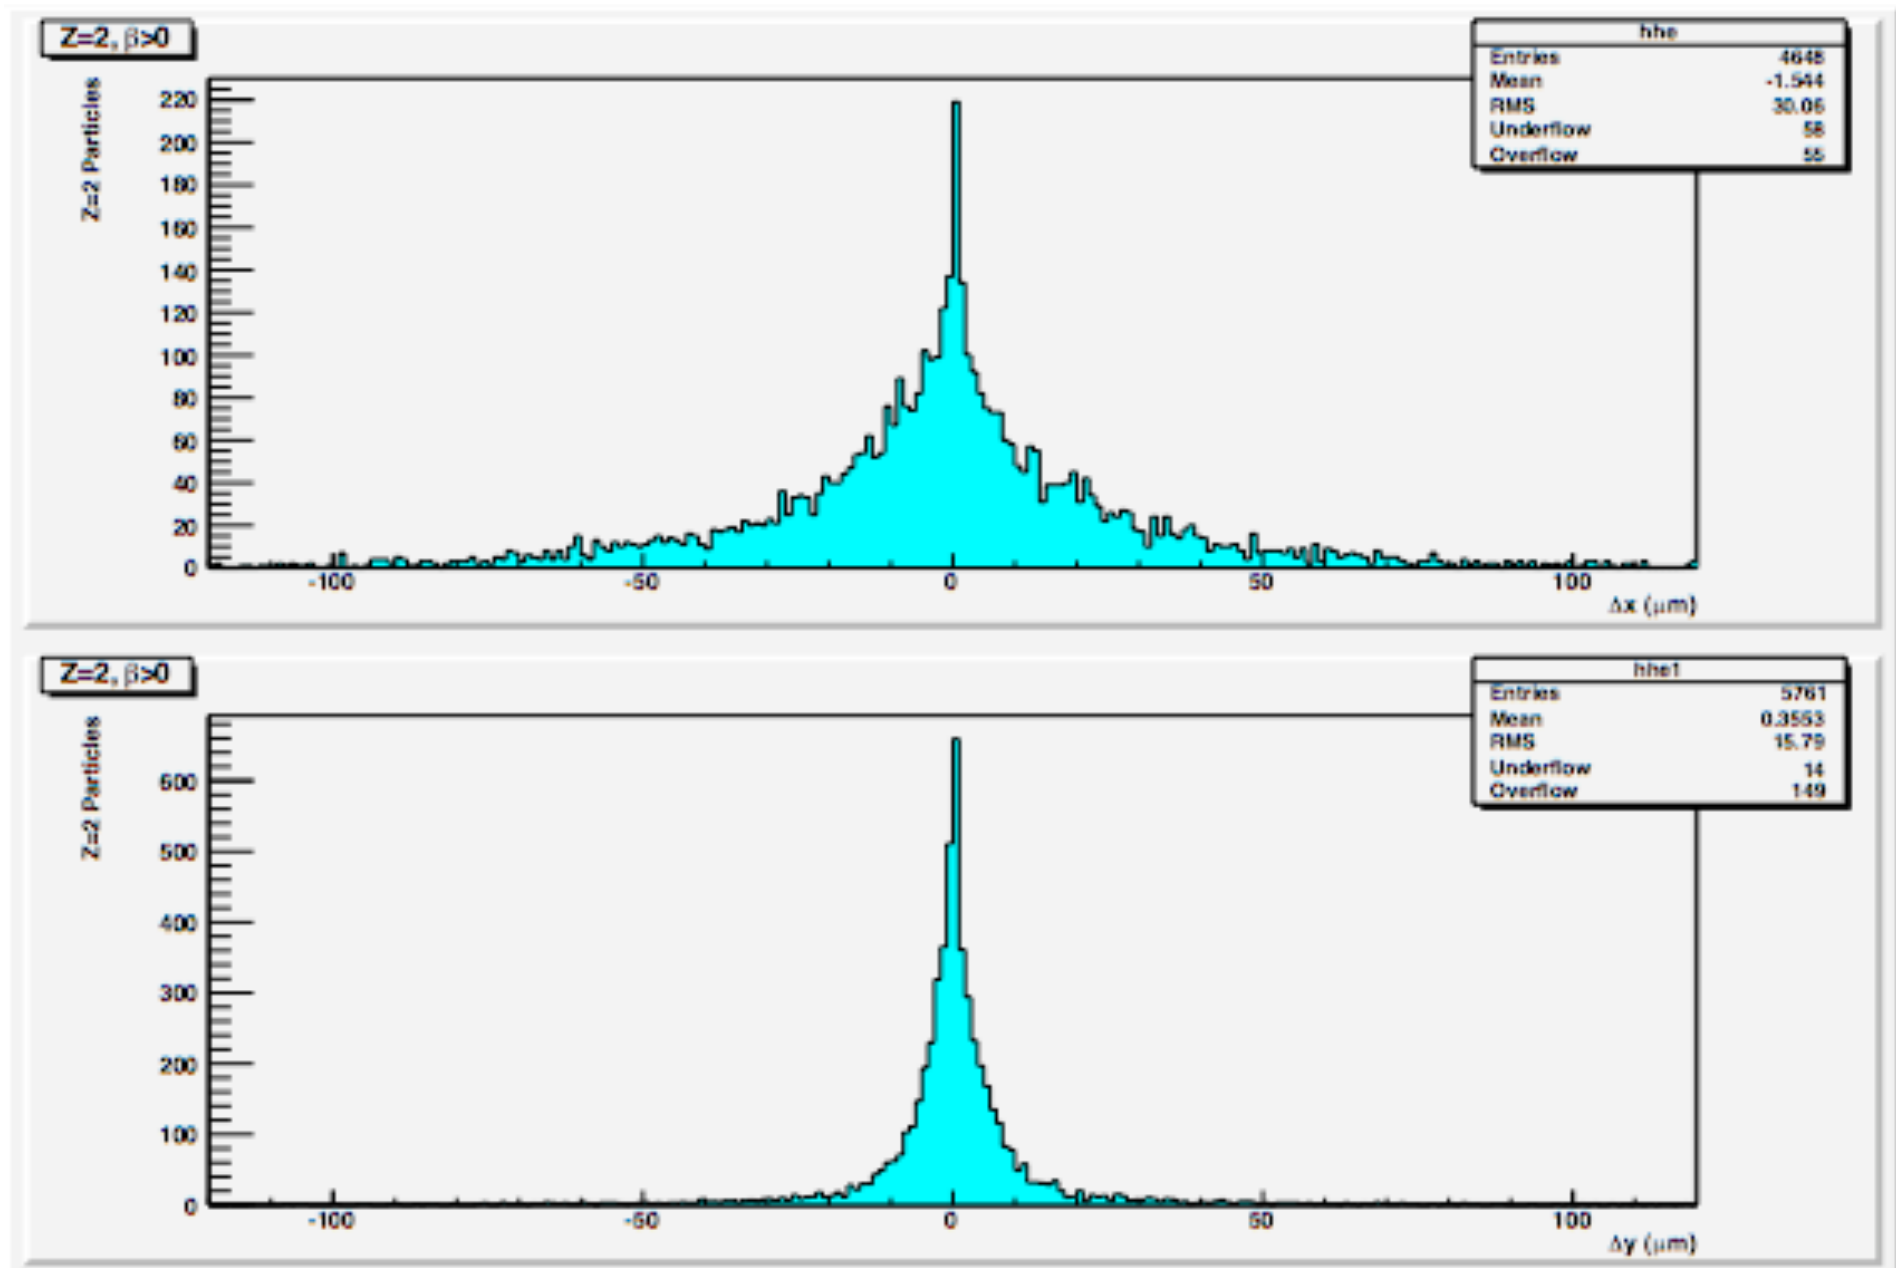 Z=2, β>0
hhe
Entries 4648
Mean -1.544
RMS 30.06
Underflow 58
Overflow 55
Z=2 Particles
220
200
180
160
140
120
100
80
60
40
20
0
-100 -50 0 50 100
Δx (μm)
Z=2, β>0
hhe1
Entries 5761
Mean 0.3553
RMS 15.79
Underflow 14
Overflow 149
Z=2 Particles
600
500
400
300
200
100
0
-100 -50 0 50 100
Δy (μm)